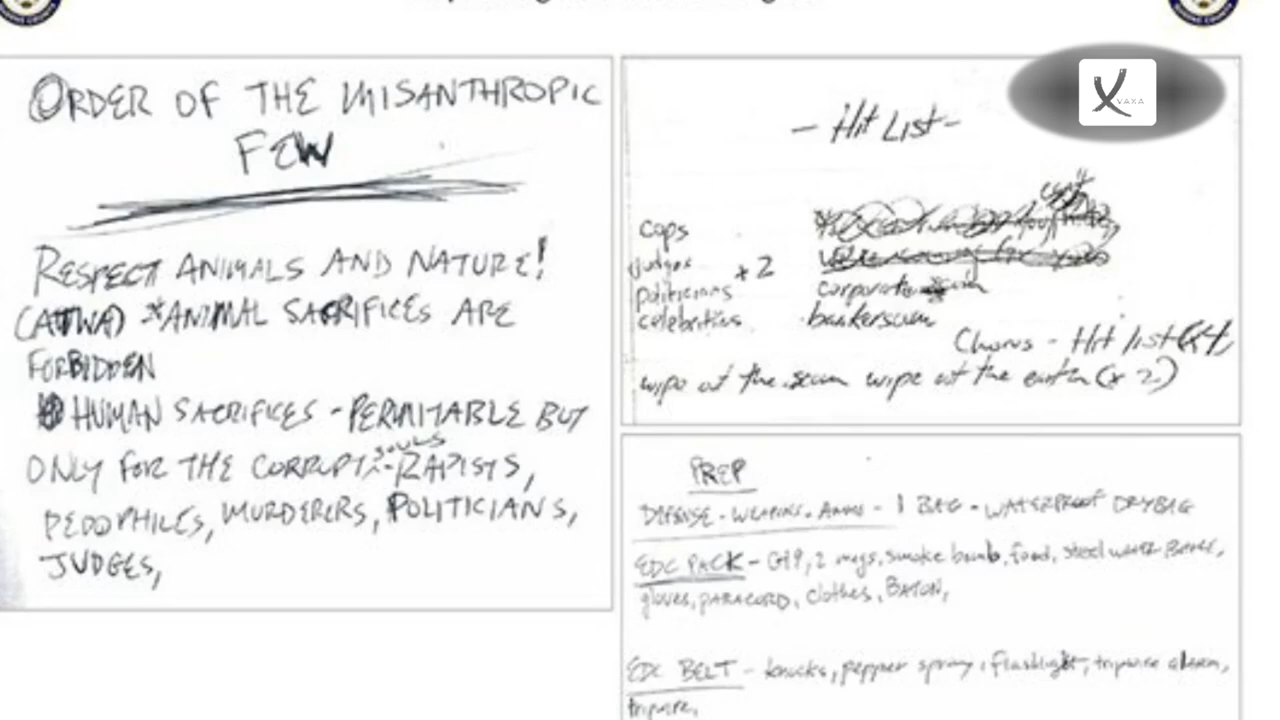 ORDER OF THE MISANTHROPIC
FEW
RESPECT ANIMALS AND NATURE!
(ATWA) *ANIMAL SACRIFICES ARE
FORBIDDEN
HUMAN SACRIFICES - PERMITABLE BUT
ONLY FOR THE CORRUPT SOULS - RAPISTS,
PEDOPHILES, MURDERERS, POLITICIANS,
JUDGES,
- Hit List -
cops
judges * 2
politicians corporate
celebrities bankerscum
Chorus - Hit list
wipe out the scum wipe out the earth (x 2)
PREP
DEFENSE - WEAPONS - AMMO - 1 BAG - WATERPROOF DRYBAG
EDC PACK - G19, 2 mags, smoke bomb, food, steel water Bottle,
gloves, PARACORD, clothes, BATON,
EDC BELT - knucks, pepper spray, flashlight, tripwire alarm,
tripwire,
VAXA